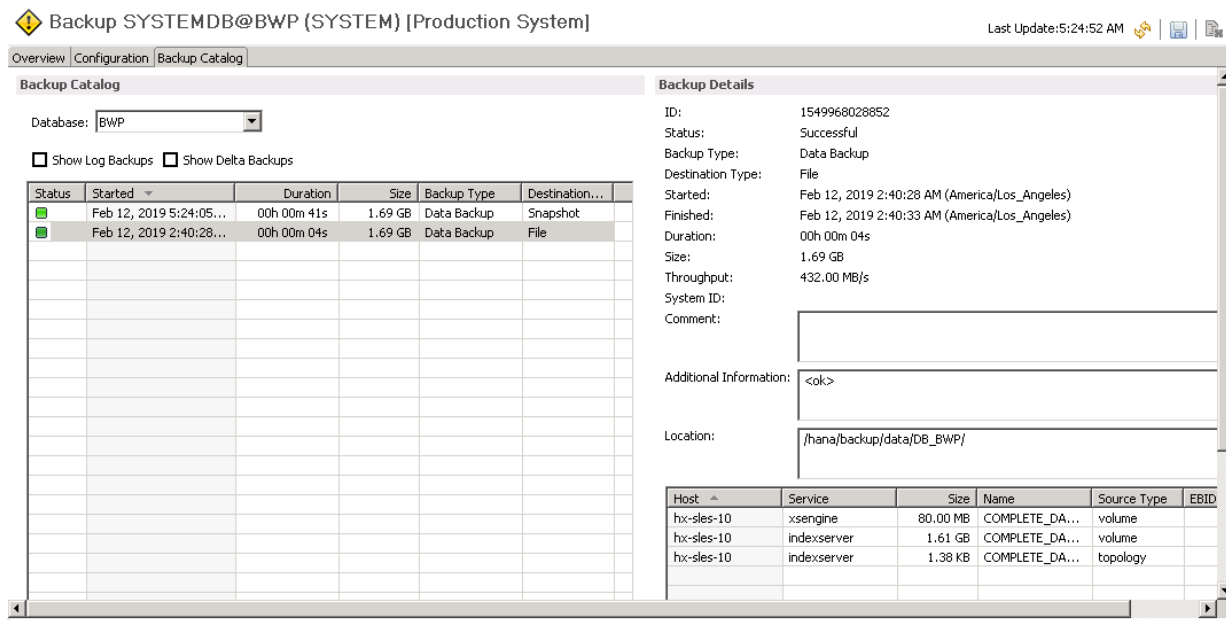 Backup SYSTEMDB@BWP (SYSTEM) [Production System]
Last Update:5:24:52 AM
Overview Configuration Backup Catalog
Backup Catalog
Database: BWP
Show Log Backups Show Delta Backups
Status Started Duration Size Backup Type Destination...
Feb 12, 2019 5:24:05... 00h 00m 41s 1.69 GB Data Backup Snapshot
Feb 12, 2019 2:40:28... 00h 00m 04s 1.69 GB Data Backup File
Backup Details
ID: 1549968028852
Status: Successful
Backup Type: Data Backup
Destination Type: File
Started: Feb 12, 2019 2:40:28 AM (America/Los_Angeles)
Finished: Feb 12, 2019 2:40:33 AM (America/Los_Angeles)
Duration: 00h 00m 04s
Size: 1.69 GB
Throughput: 432.00 MB/s
System ID:
Comment:
Additional Information: <ok>
Location: /hana/backup/data/DB_BWP/
Host Service Size Name Source Type EBID
hx-sles-10 xsengine 80.00 MB COMPLETE_DA... volume
hx-sles-10 indexserver 1.61 GB COMPLETE_DA... volume
hx-sles-10 indexserver 1.38 KB COMPLETE_DA... topology